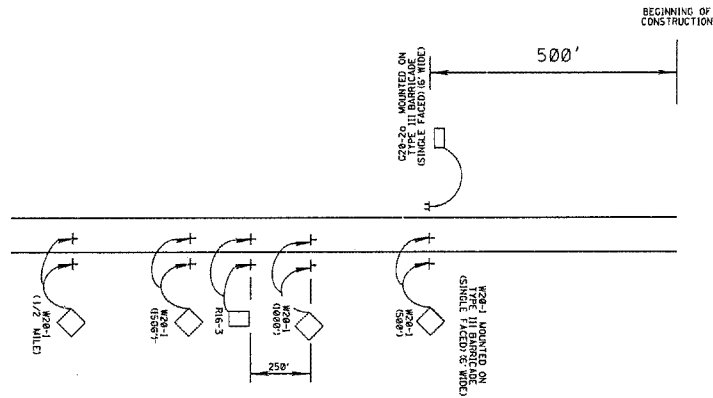 BEGINNING OF
CONSTRUCTION
500'
G20-2a MOUNTED ON
TYPE III BARRICADE
(SINGLE FACED) (6' WIDE)
W20-1
(1/2 MILE)
W20-1
(1500')
R16-3
250'
W20-1
(1000')
W20-1
(500')
W20-1 MOUNTED ON
TYPE III BARRICADE
(SINGLE FACED) (6' WIDE)